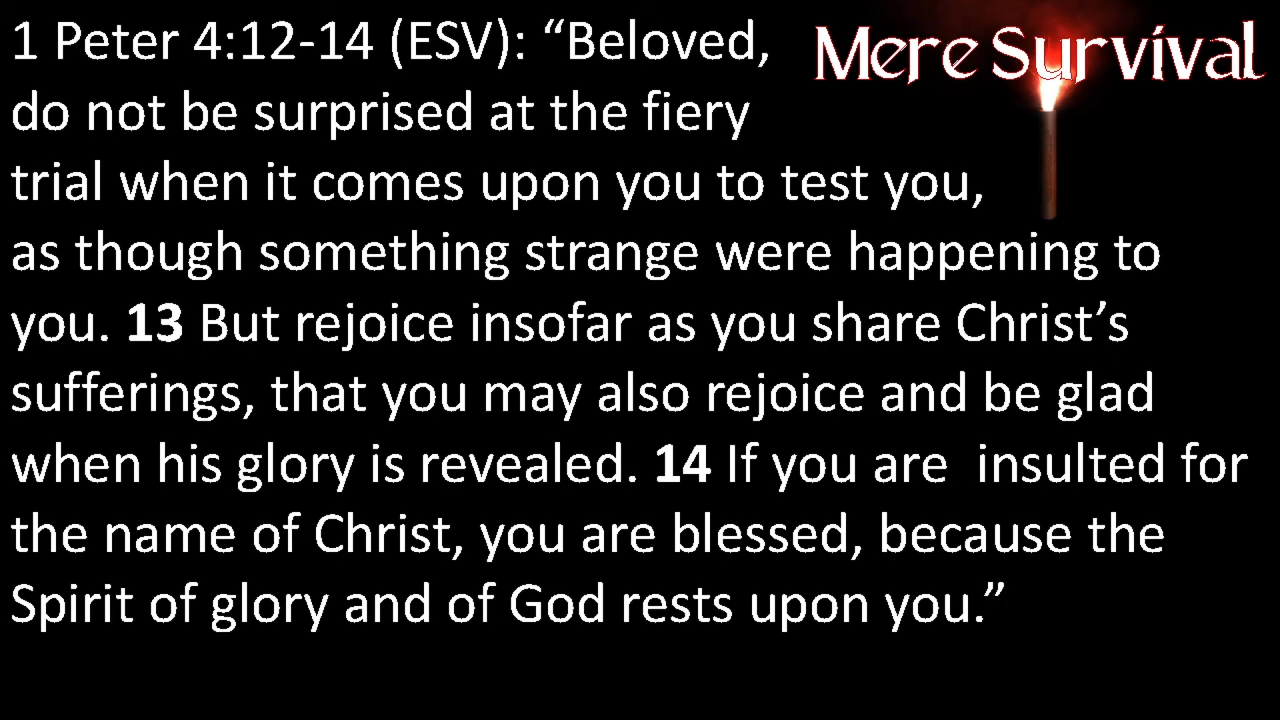 1 Peter 4:12-14 (ESV): “Beloved,
Mere Survival
do not be surprised at the fiery
trial when it comes upon you to test you,
as though something strange were happening to
you. 13 But rejoice insofar as you share Christ’s
sufferings, that you may also rejoice and be glad
when his glory is revealed. 14 If you are  insulted for
the name of Christ, you are blessed, because the
Spirit of glory and of God rests upon you.”